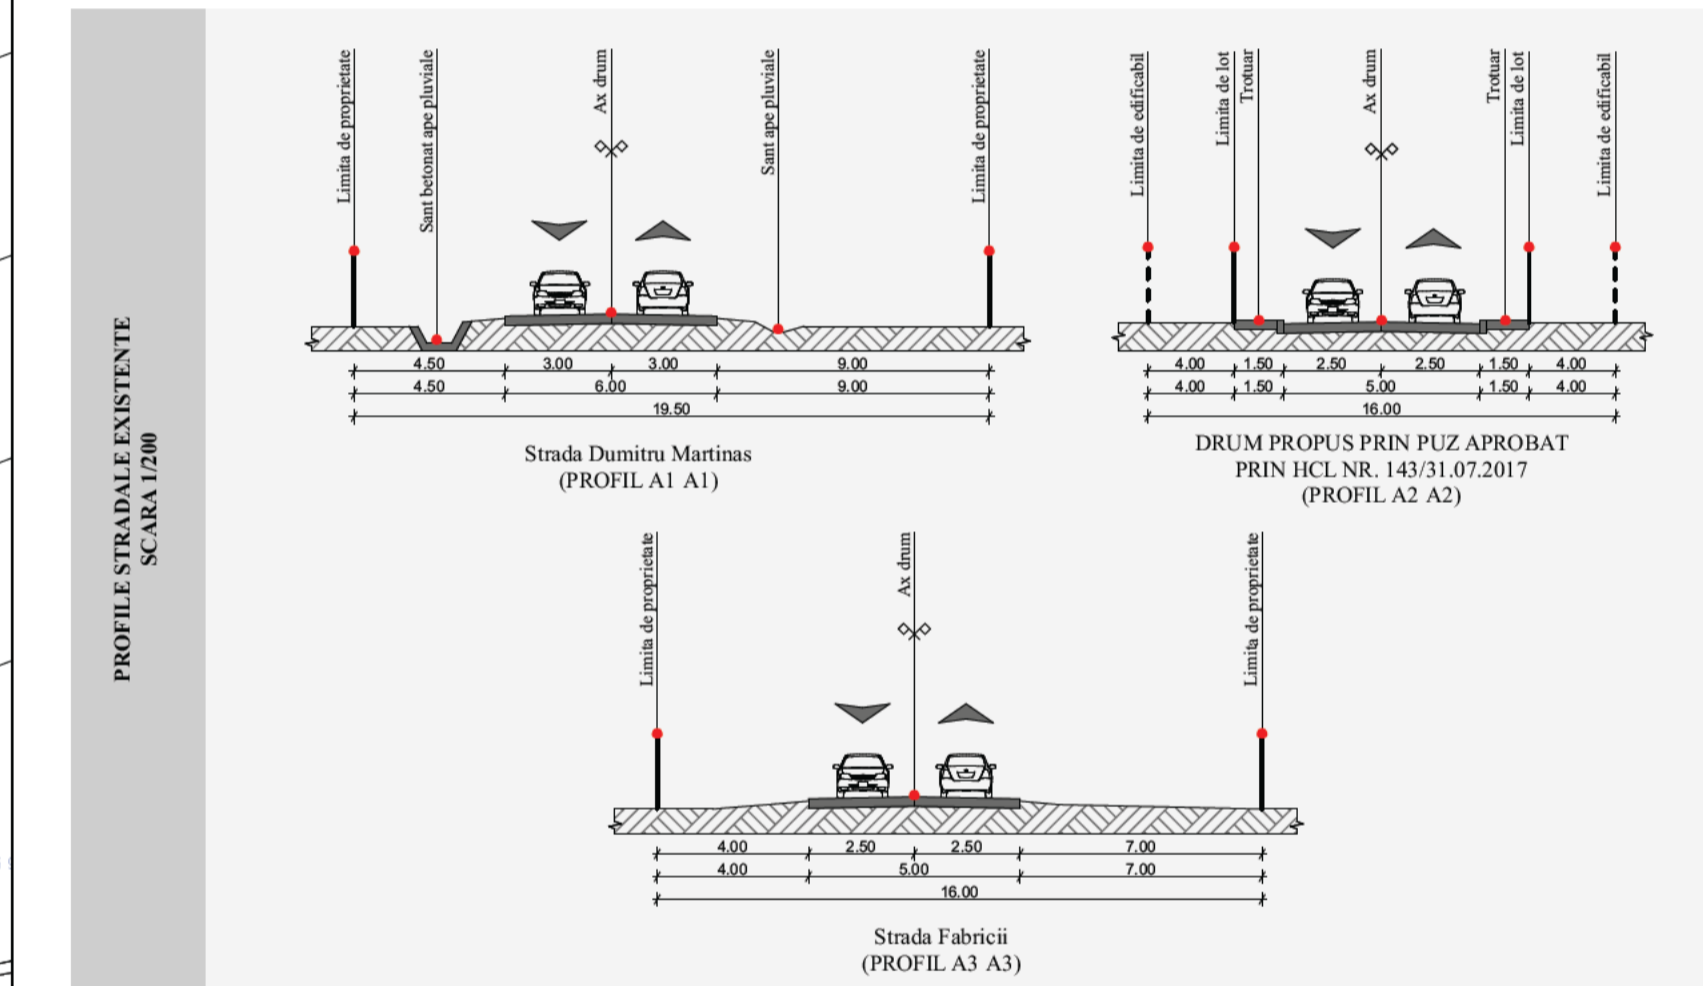 PROFILE STRADALE EXISTENTE
SCARA 1/200
Limita de proprietate
Sant betonat ape pluviale
Ax drum
Sant ape pluviale
Limita de proprietate
4.50 3.00 3.00 9.00
4.50 6.00 9.00
19.50
Strada Dumitru Martinas
(PROFIL A1 A1)
Limita de edificabil
Limita de lot
Trotuar
Ax drum
Trotuar
Limita de lot
Limita de edificabil
4.00 1.50 2.50 2.50 1.50 4.00
4.00 1.50 5.00 1.50 4.00
16.00
DRUM PROPUS PRIN PUZ APROBAT
PRIN HCL NR. 143/31.07.2017
(PROFIL A2 A2)
Limita de proprietate
Ax drum
Limita de proprietate
4.00 2.50 2.50 7.00
4.00 5.00 7.00
16.00
Strada Fabricii
(PROFIL A3 A3)